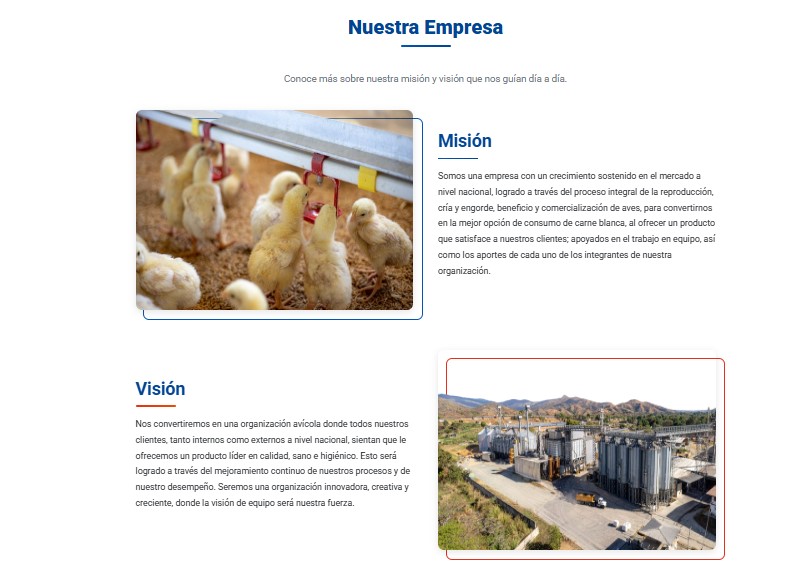 Nuestra Empresa
Conoce más sobre nuestra misión y visión que nos guían día a día.
Misión
Somos una empresa con un crecimiento sostenido en el mercado a
nivel nacional, logrado a través del proceso integral de la reproducción,
cría y engorde, beneficio y comercialización de aves, para convertirnos
en la mejor opción de consumo de carne blanca, al ofrecer un producto
que satisface a nuestros clientes; apoyados en el trabajo en equipo, así
como los aportes de cada uno de los integrantes de nuestra
organización.
Visión
Nos convertiremos en una organización avícola donde todos nuestros
clientes, tanto internos como externos a nivel nacional, sientan que le
ofrecemos un producto líder en calidad, sano e higiénico. Esto será
logrado a través del mejoramiento continuo de nuestros procesos y de
nuestro desempeño. Seremos una organización innovadora, creativa y
creciente, donde la visión de equipo será nuestra fuerza.